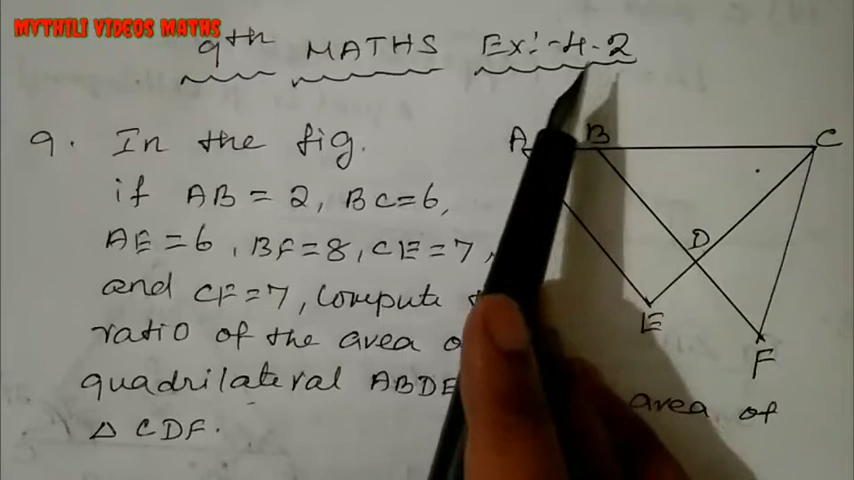 MYTHILI VIDEOS MATHS
9th MATHS Ex:-4.2
9. In the fig.
if AB = 2, BC=6,
AE = 6, BF = 8, CE = 7,
and CF = 7, compute
ratio of the area
quadrilateral ABDE area of
Δ CDF.
A B C
D
E
F